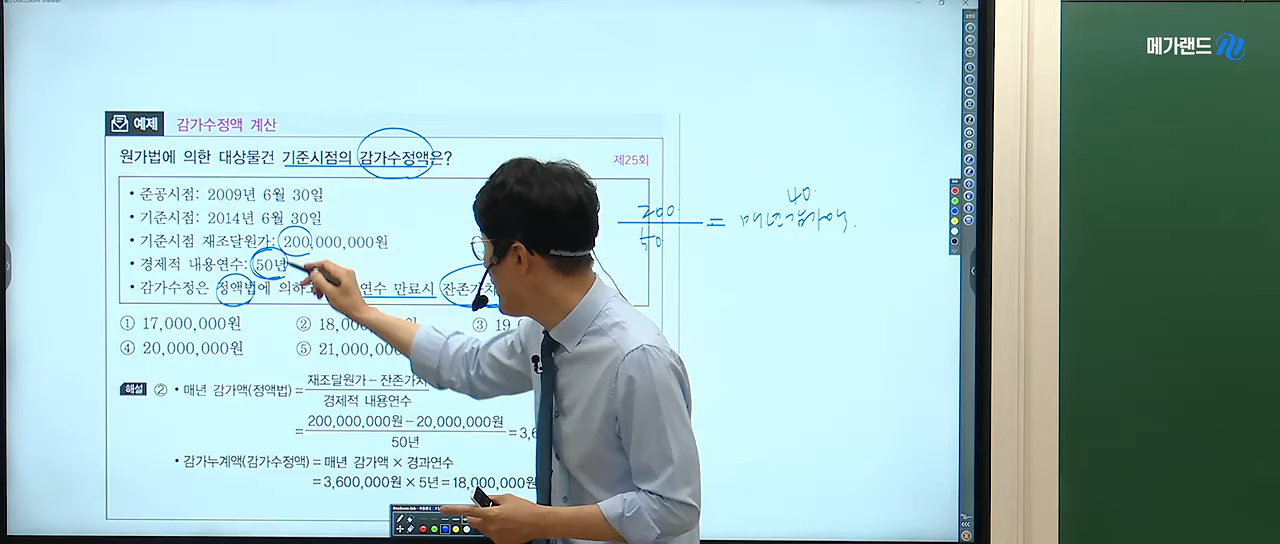 메가랜드
예제 감가수정액 계산
원가법에 의한 대상물건 기준시점의 감가수정액은? 제25회
• 준공시점: 2009년 6월 30일
• 기준시점: 2014년 6월 30일
• 기준시점 재조달원가: 200,000,000원
• 경제적 내용연수: 50년
• 감가수정은 정액법에 의하 연수 만료시 잔존가치
① 17,000,000원 ② 18,00 원 ③ 19
④ 20,000,000원 ⑤ 21,000,00
해설 ② • 매년 감가액(정액법) = 재조달원가 - 잔존가치
경제적 내용연수
= 200,000,000원 - 20,000,000원 = 3,6
50년
• 감가누계액(감가수정액) = 매년 감가액 × 경과연수
= 3,600,000원 × 5년 = 18,000,000원
40
200 =
50